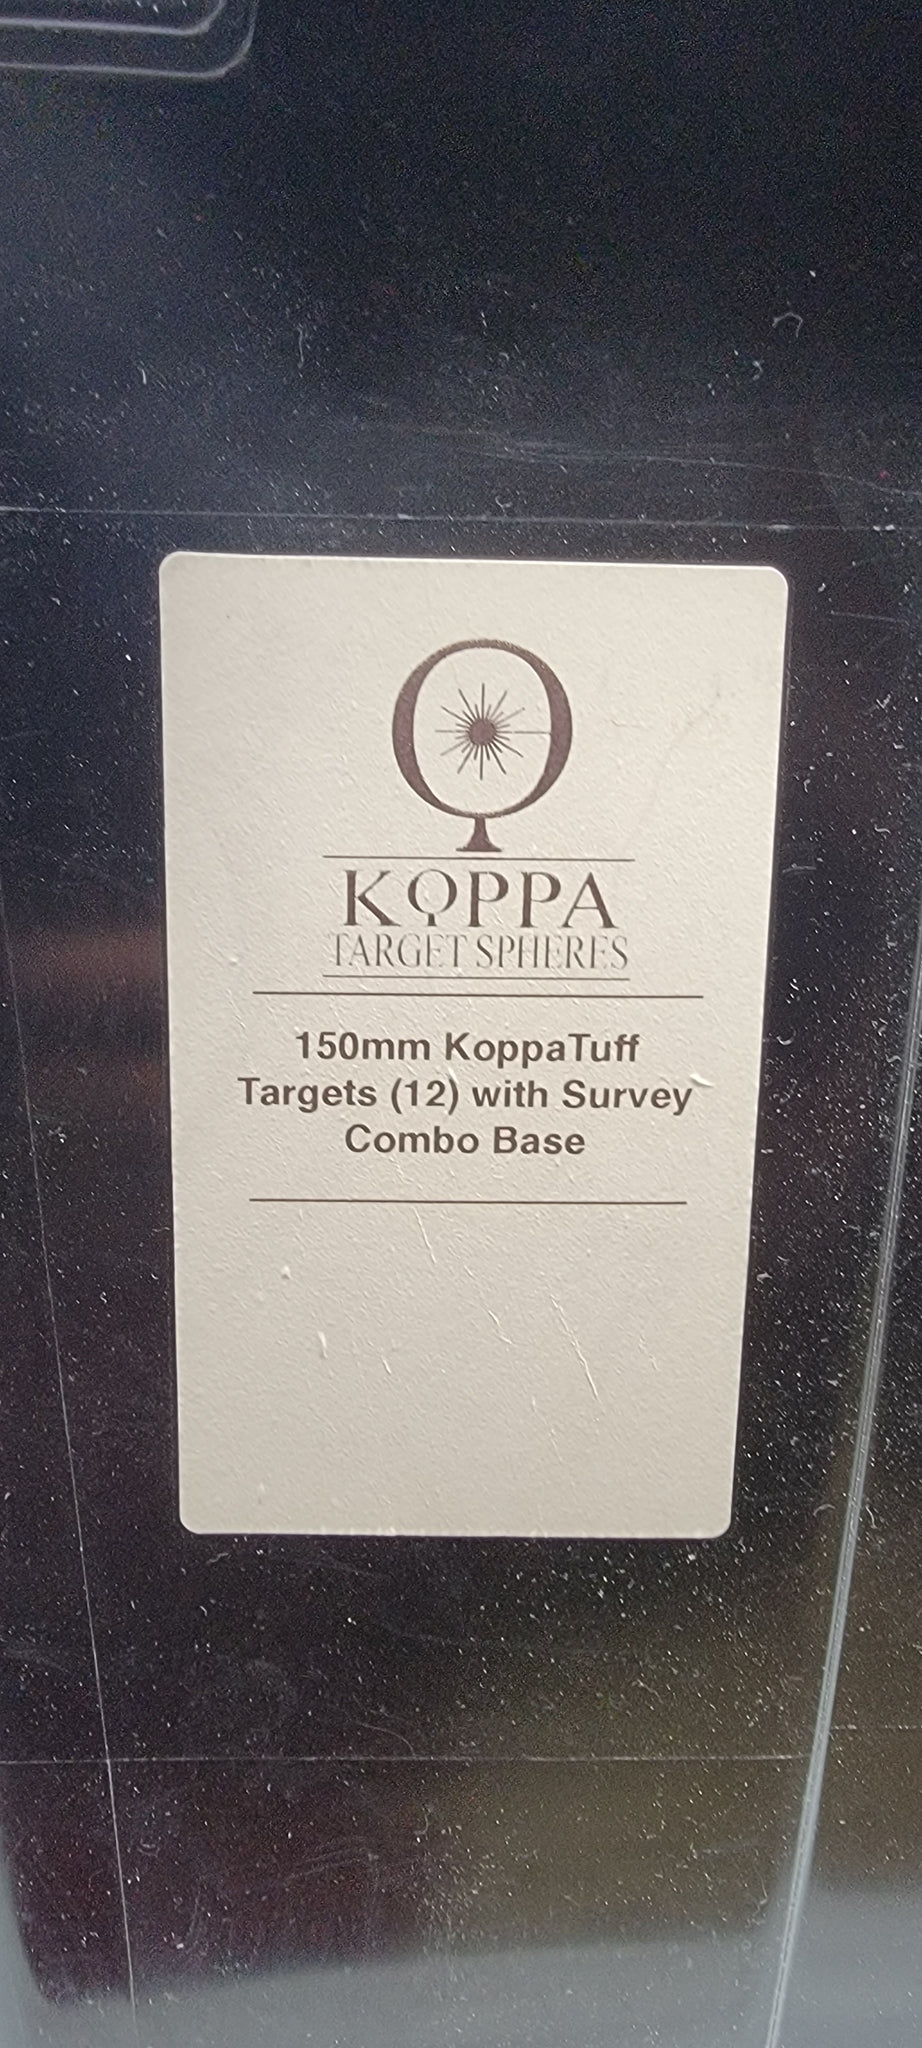 KOPPA
TARGET SPHERES
150mm KoppaTuff
Targets (12) with Survey
Combo Base